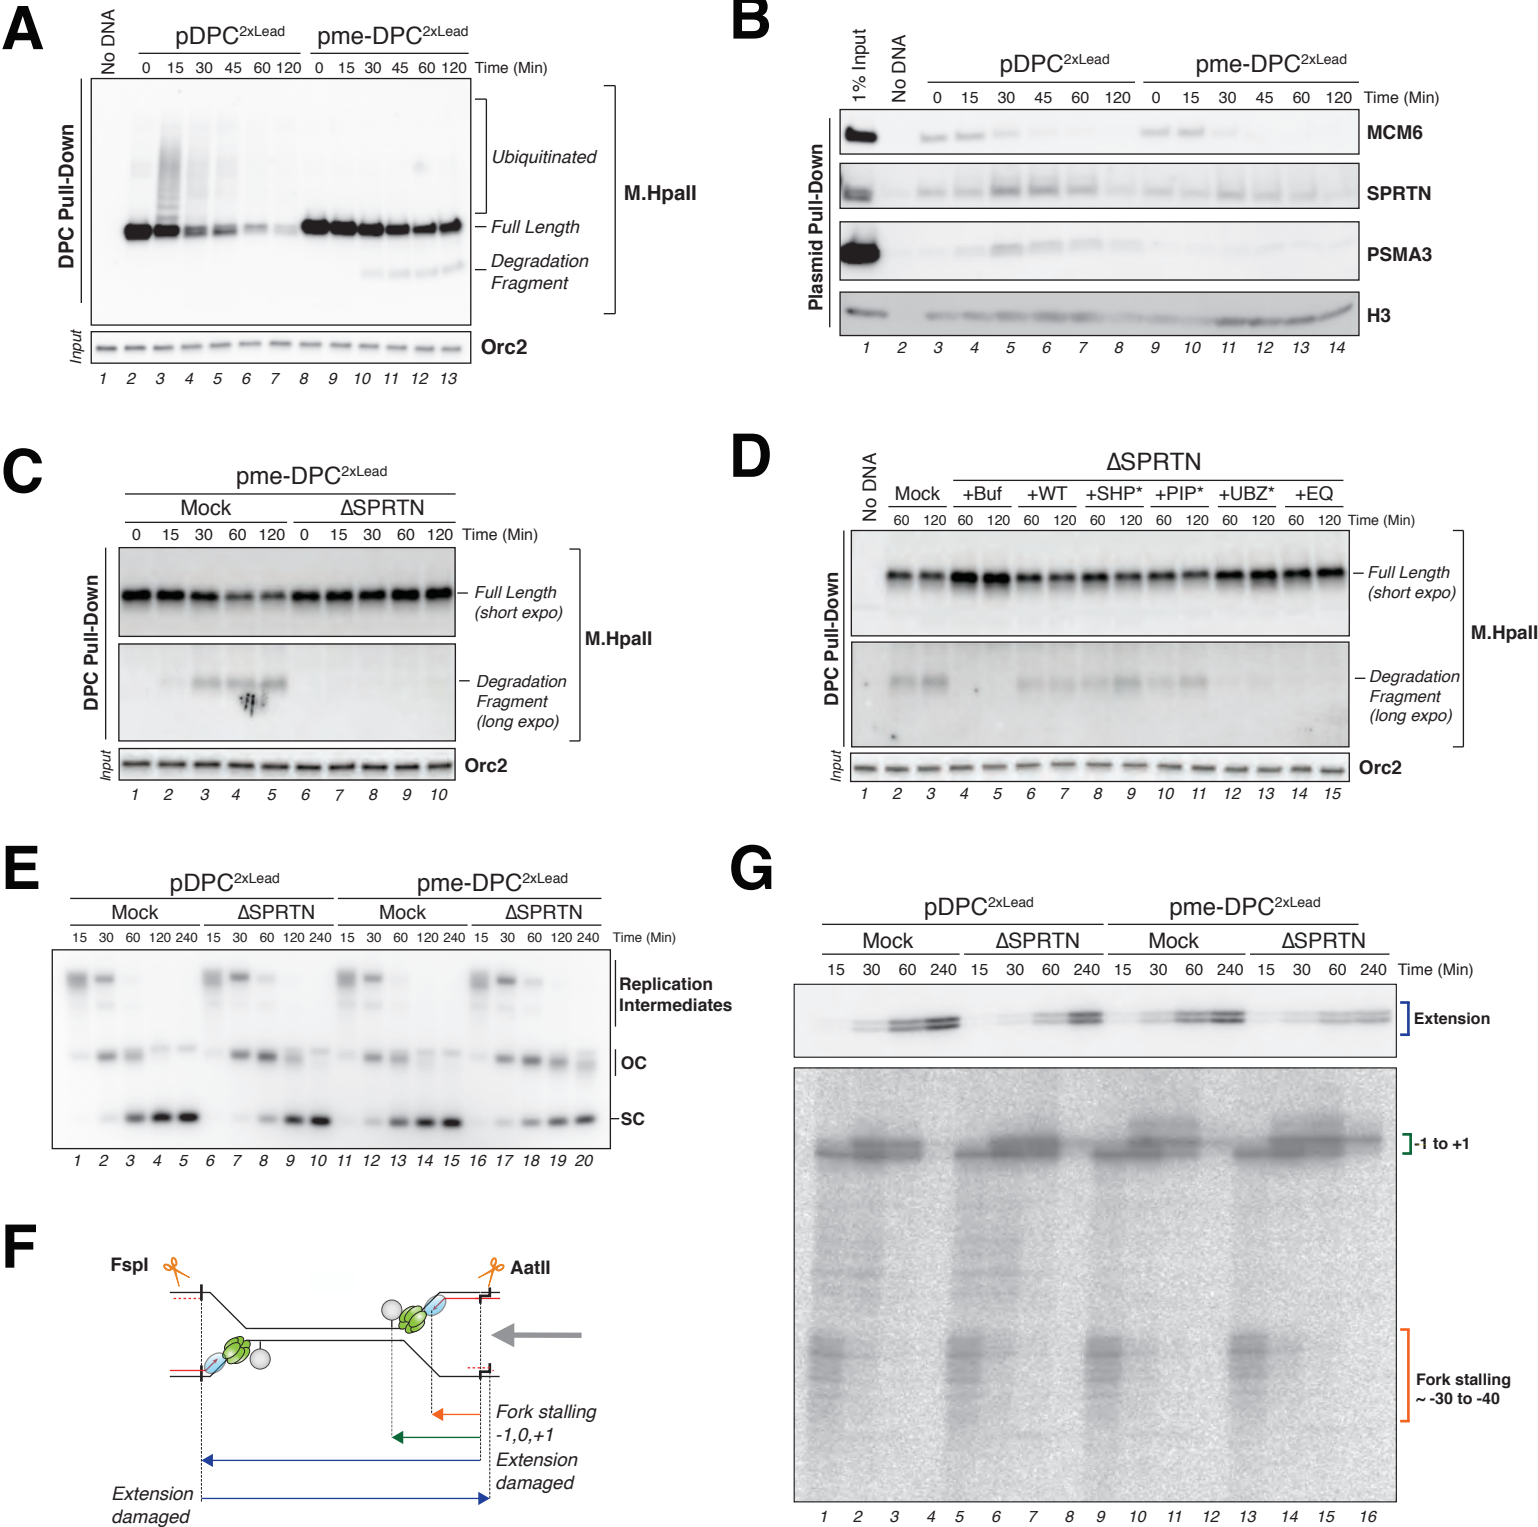 A
No DNA
pDPC2xLead pme-DPC2xLead
0 15 30 45 60 120 0 15 30 45 60 120 Time (Min)
DPC Pull-Down
Ubiquitinated
Full Length
Degradation
Fragment
M.HpaII
Input
Orc2
1 2 3 4 5 6 7 8 9 10 11 12 13
B
1% Input
No DNA
pDPC2xLead pme-DPC2xLead
0 15 30 45 60 120 0 15 30 45 60 120 Time (Min)
Plasmid Pull-Down
MCM6
SPRTN
PSMA3
H3
1 2 3 4 5 6 7 8 9 10 11 12 13 14
C
pme-DPC2xLead
Mock ΔSPRTN
0 15 30 60 120 0 15 30 60 120 Time (Min)
DPC Pull-Down
Full Length
(short expo)
Degradation
Fragment
(long expo)
M.HpaII
Input
Orc2
1 2 3 4 5 6 7 8 9 10
D
No DNA
ΔSPRTN
Mock +Buf +WT +SHP* +PIP* +UBZ* +EQ
60 120 60 120 60 120 60 120 60 120 60 120 60 120 Time (Min)
DPC Pull-Down
Full Length
(short expo)
Degradation
Fragment
(long expo)
M.HpaII
Input
Orc2
1 2 3 4 5 6 7 8 9 10 11 12 13 14 15
E
pDPC2xLead pme-DPC2xLead
Mock ΔSPRTN Mock ΔSPRTN
15 30 60 120 240 15 30 60 120 240 15 30 60 120 240 15 30 60 120 240 Time (Min)
Replication
Intermediates
OC
SC
1 2 3 4 5 6 7 8 9 10 11 12 13 14 15 16 17 18 19 20
F
FspI AatII
Fork stalling
-1,0,+1
Extension
damaged
Extension
damaged
G
pDPC2xLead pme-DPC2xLead
Mock ΔSPRTN Mock ΔSPRTN
15 30 60 240 15 30 60 240 15 30 60 240 15 30 60 240 Time (Min)
Extension
-1 to +1
Fork stalling
~ -30 to -40
1 2 3 4 5 6 7 8 9 10 11 12 13 14 15 16